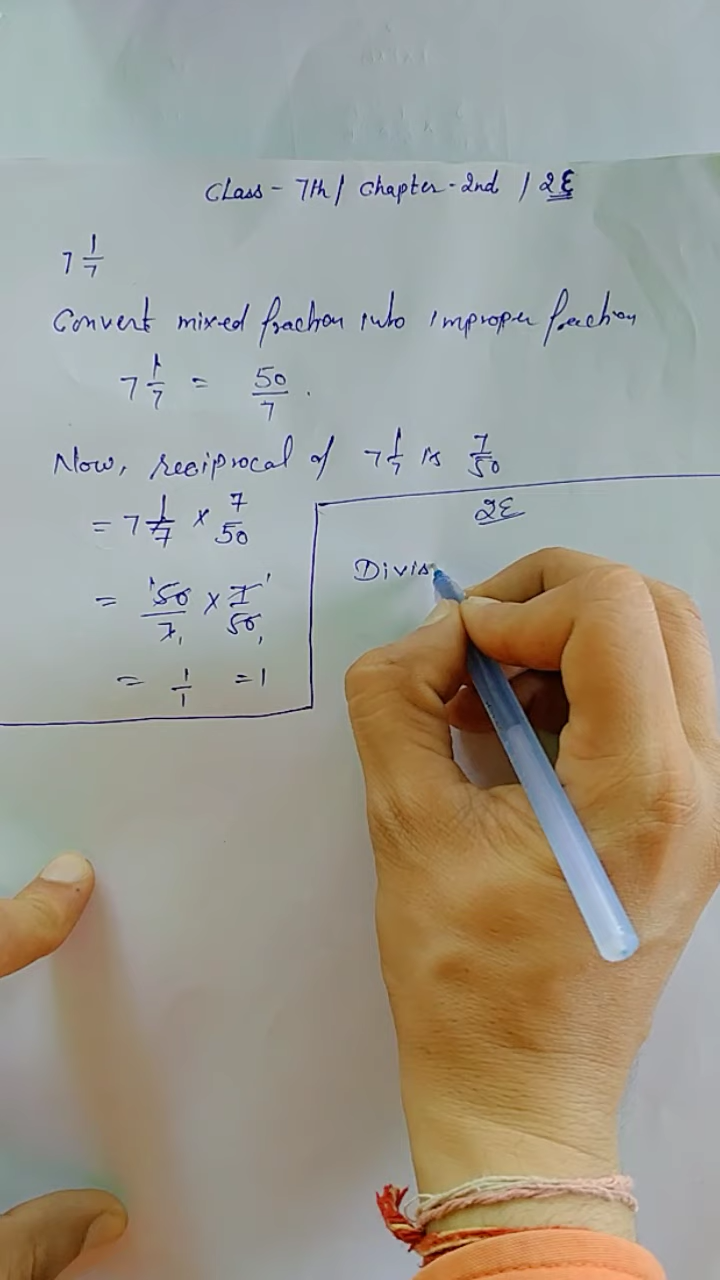 Class - 7th / Chapter - 2nd / 2E
7 1/7
Convert mixed fraction into improper fraction
7 1/7 = 50/7 .
Now, reciprocal of 7 1/7 is 7/50
= 7 1/7 × 7/50
= 50/7 × 7/50
= 1/1 = 1
2E
Divis